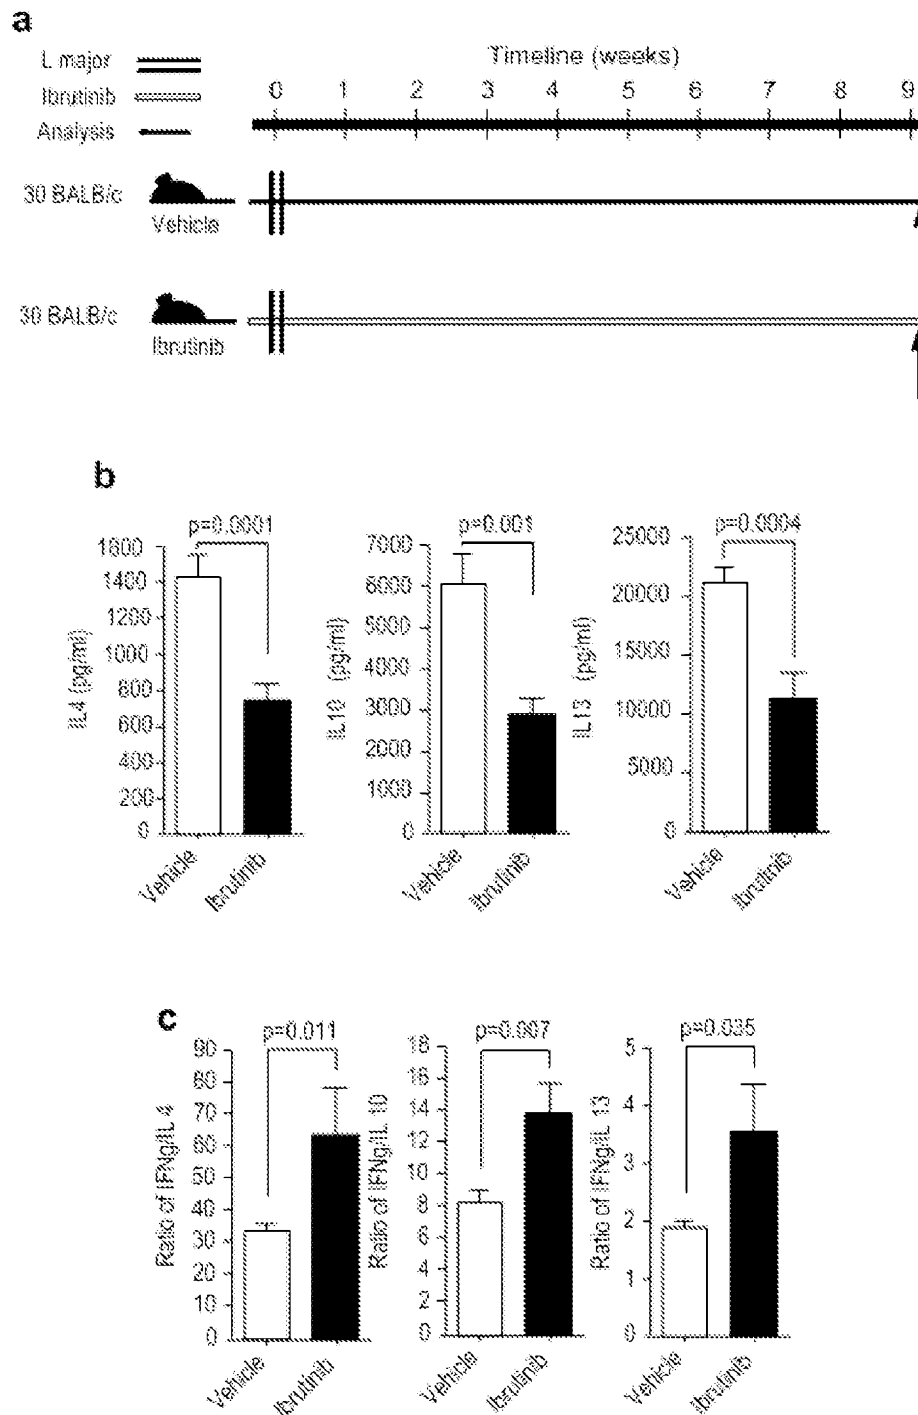 a
L major
Ibrutinib
Analysis
Timeline (weeks)
0 1 2 3 4 5 6 7 8 9
30 BALB/c
Vehicle
30 BALB/c
Ibrutinib
b
p=0.0001
IL4 (pg/ml)
1600
1400
1200
1000
800
600
400
200
0
Vehicle
Ibrutinib
p=0.001
IL10 (pg/ml)
7000
6000
5000
4000
3000
2000
1000
0
Vehicle
Ibrutinib
p=0.0004
IL13 (pg/ml)
25000
20000
15000
10000
5000
0
Vehicle
Ibrutinib
c
p=0.011
Ratio of IFNg/IL 4
90
80
70
60
50
40
30
20
10
0
Vehicle
Ibrutinib
p=0.007
Ratio of IFNg/IL 10
18
16
14
12
10
8
6
4
2
0
Vehicle
Ibrutinib
p=0.035
Ratio of IFNg/IL 13
5
4
3
2
1
0
Vehicle
Ibrutinib